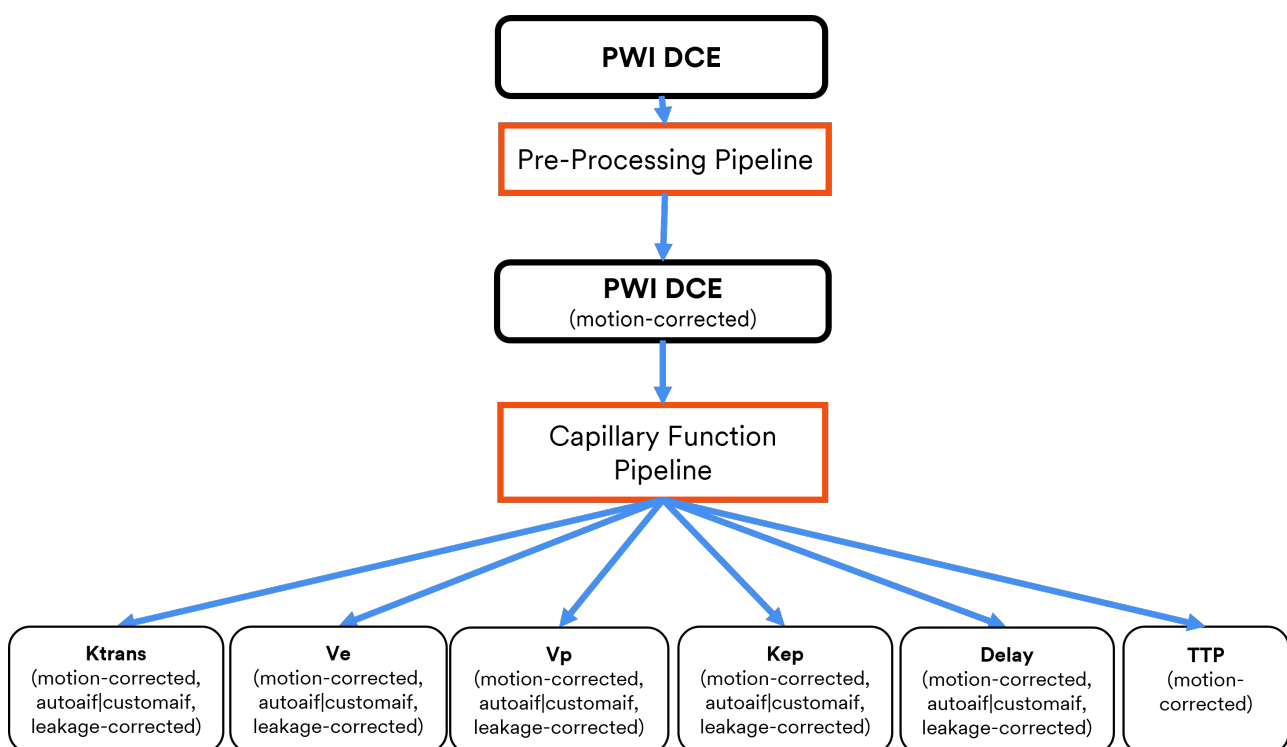 PWI DCE
Pre-Processing Pipeline
PWI DCE
(motion-corrected)
Capillary Function
Pipeline
Ktrans
(motion-corrected,
autoaif|customaif,
leakage-corrected)
Ve
(motion-corrected,
autoaif|customaif,
leakage-corrected)
Vp
(motion-corrected,
autoaif|customaif,
leakage-corrected)
Kep
(motion-corrected,
autoaif|customaif,
leakage-corrected)
Delay
(motion-corrected,
autoaif|customaif,
leakage-corrected)
TTP
(motion-
corrected)